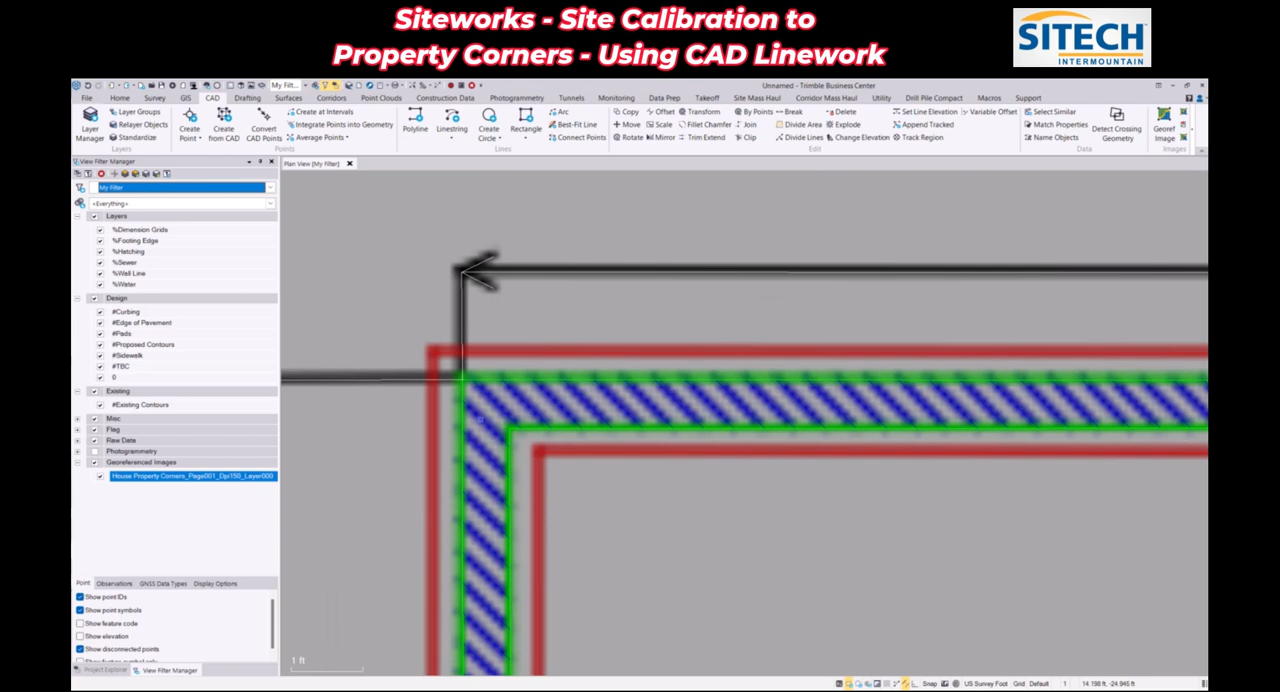 Siteworks - Site Calibration to
Property Corners - Using CAD Linework
SITECH
INTERMOUNTAIN
My Filt...
Unnamed - Trimble Business Center
File Home Survey GIS CAD Drafting Surfaces Corridors Point Clouds Construction Data Photogrammetry Tunnels Monitoring Data Prep Takeoff Site Mass Haul Corridor Mass Haul Utility Drill Pile Compact Macros Support
Layer Manager
Layer Groups
Relayer Objects
Standardize
Layers
Create Point
Create from CAD
Convert CAD Points
Create at Intervals
Integrate Points into Geometry
Average Points
Points
Polyline
Linestring
Create Circle
Rectangle
Arc
Best-Fit Line
Connect Points
Lines
Copy Offset Transform By Points Break Delete Set Line Elevation Variable Offset
Move Scale Fillet Chamfer Join Divide Area Explode Append Tracked
Rotate Mirror Trim Extend Clip Divide Lines Change Elevation Track Region
Edit
Select Similar
Match Properties
Name Objects
Detect Crossing Geometry
Data
Georef Image
Images
View Filter Manager
Plan View [My Filter]
My Filter
<Everything>
Layers
%Dimension Grids
%Footing Edge
%Hatching
%Sewer
%Wall Line
%Water
Design
#Curbing
#Edge of Pavement
#Pads
#Proposed Contours
#Sidewalk
#TBC
0
Existing
#Existing Contours
Misc
Flag
Raw Data
Photogrammetry
Georeferenced Images
House Property Corners_Page001_Dpi150_Layer000
Point Observations GNSS Data Types Display Options
Show point IDs
Show point symbols
Show feature code
Show elevation
Show disconnected points
Project Explorer View Filter Manager
1 ft
Snap US Survey Foot Grid Default 1 14.198 ft, -24.945 ft